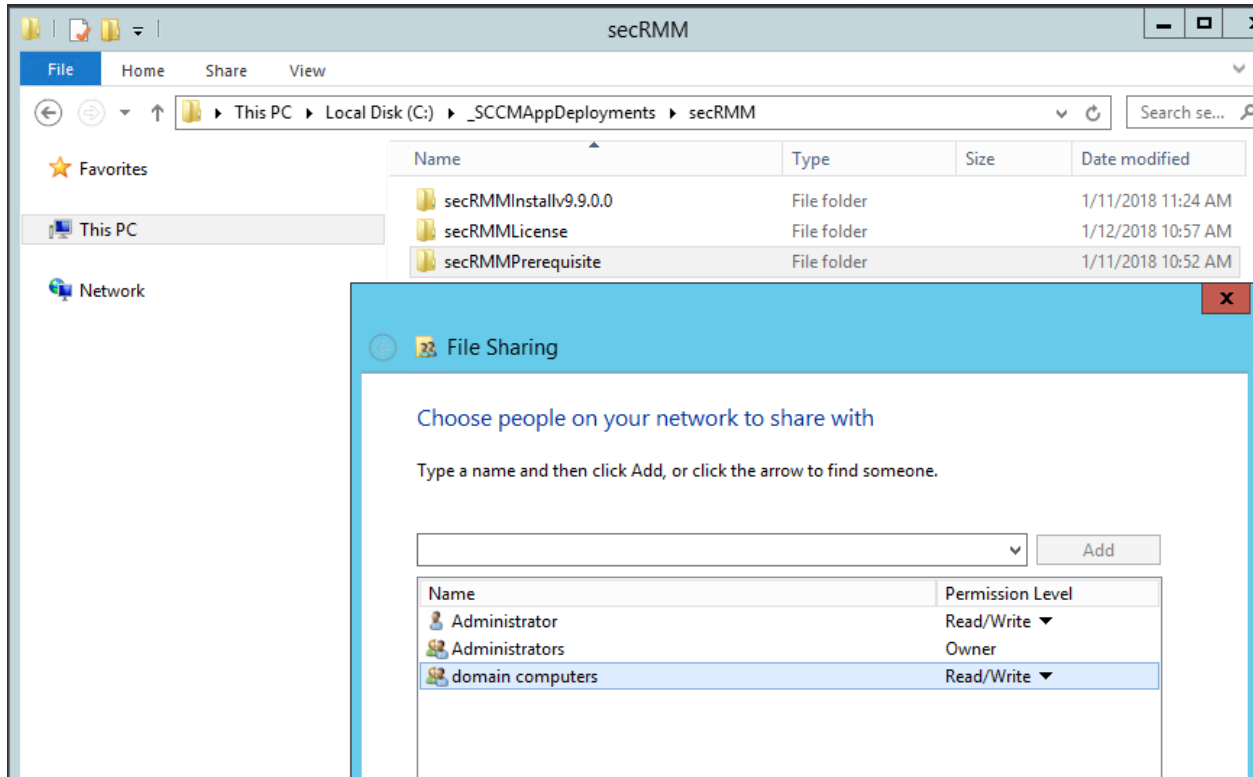 secRMM
File Home Share View
This PC Local Disk (C:) _SCCMAppDeployments secRMM Search se...
Favorites
This PC
Network
Name Type Size Date modified
secRMMInstallv9.9.0.0 File folder 1/11/2018 11:24 AM
secRMMLicense File folder 1/12/2018 10:57 AM
secRMMPrerequisite File folder 1/11/2018 10:52 AM
File Sharing
Choose people on your network to share with
Type a name and then click Add, or click the arrow to find someone.
Add
Name Permission Level
Administrator Read/Write
Administrators Owner
domain computers Read/Write